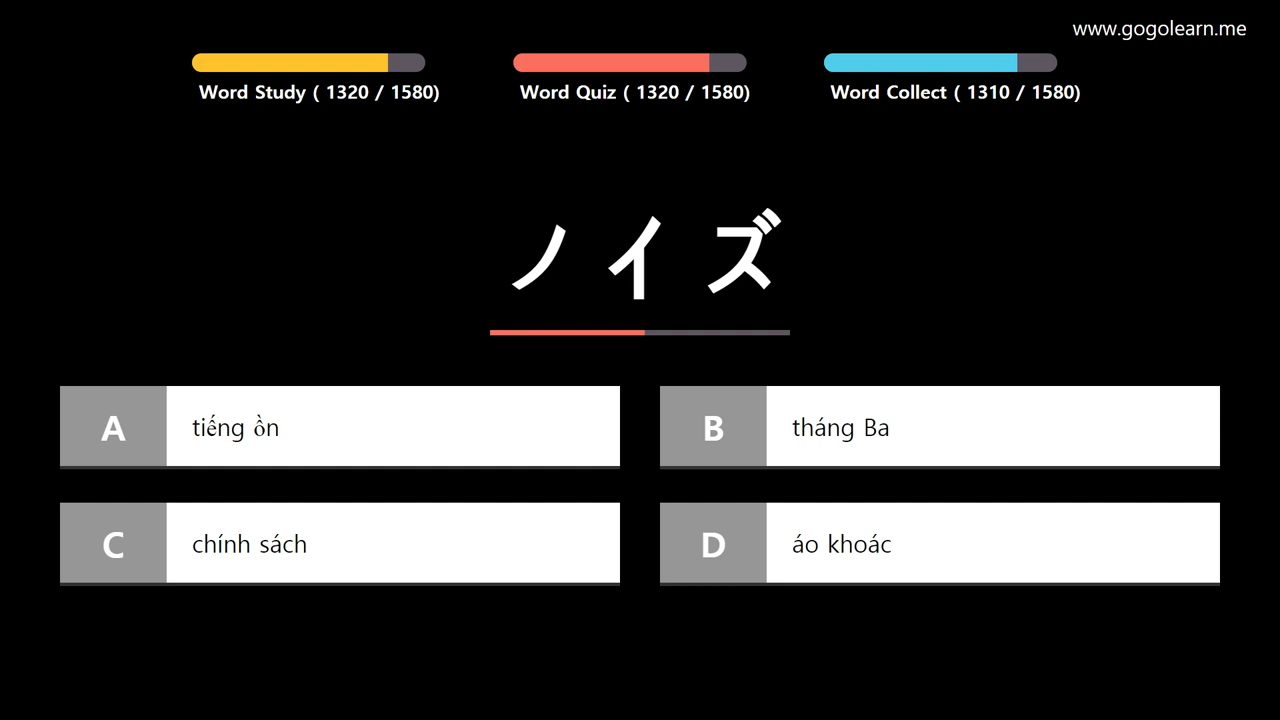 www.gogolearn.me
Word Study ( 1320 / 1580)
Word Quiz ( 1320 / 1580)
Word Collect ( 1310 / 1580)
ノイズ
A tiếng ồn
B tháng Ba
C chính sách
D áo khoác